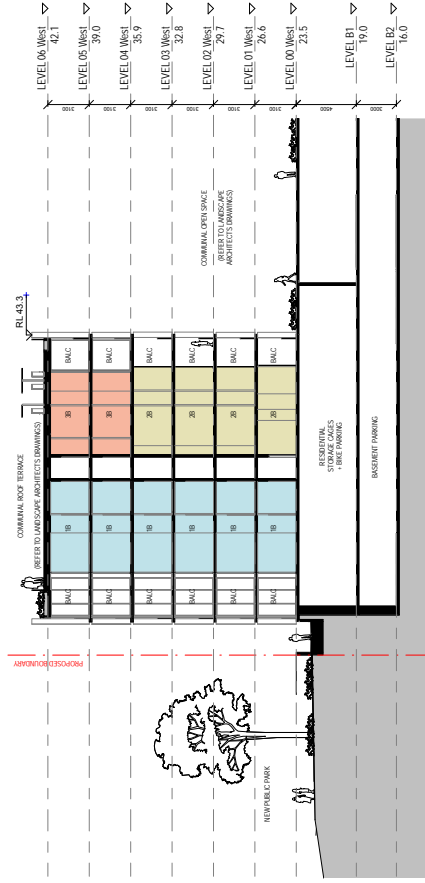 LEVEL 06 West
42.1
LEVEL 05 West
39.0
LEVEL 04 West
35.9
LEVEL 03 West
32.8
LEVEL 02 West
29.7
LEVEL 01 West
26.6
LEVEL 00 West
23.5
LEVEL B1
19.0
LEVEL B2
16.0
3100
3100
3100
3100
3100
3100
4500
3000
RL 43.3
COMMUNAL OPEN SPACE
(REFER TO LANDSCAPE
ARCHITECTS DRAWINGS)
COMMUNAL ROOF TERRACE
(REFER TO LANDSCAPE ARCHITECTS DRAWINGS)
BALC
BALC
BALC
BALC
BALC
BALC
3B
3B
2B
2B
2B
2B
1B
1B
1B
1B
1B
1B
BALC
BALC
BALC
BALC
BALC
BALC
RESIDENTIAL
STORAGE CAGES
+ BIKE PARKING
BASEMENT PARKING
PROPOSED BOUNDARY
NEW PUBLIC PARK